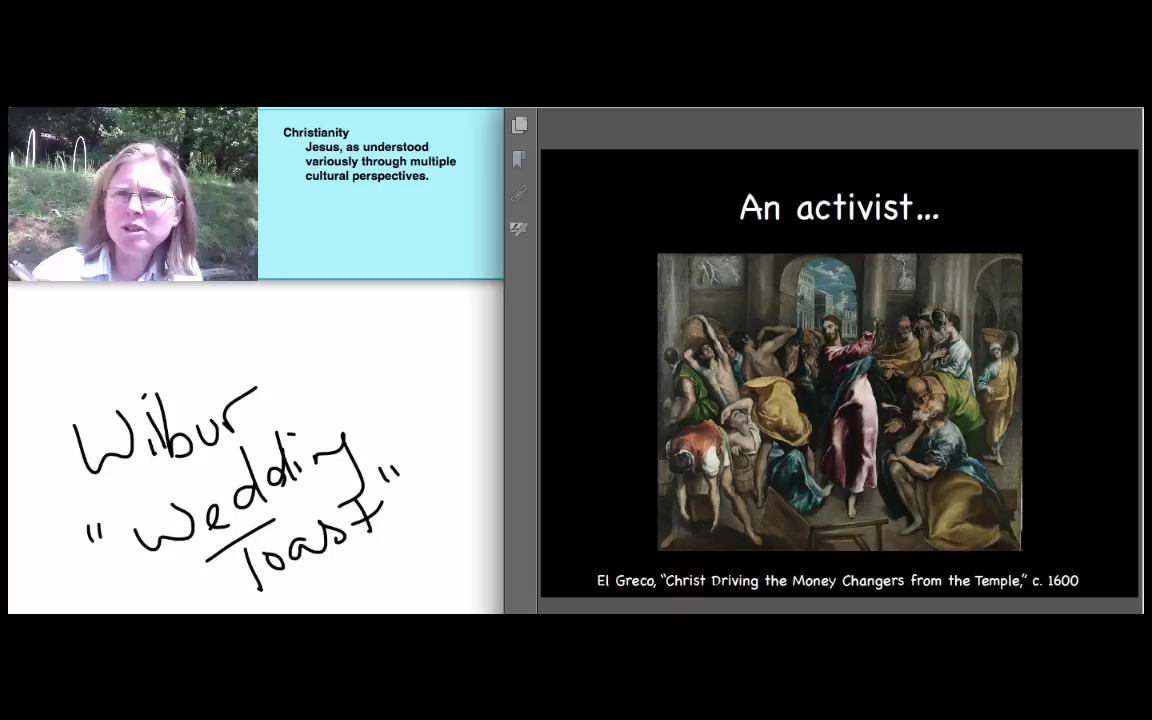 Christianity
Jesus, as understood
variously through multiple
cultural perspectives.
Wilbur
"Wedding
Toast"
An activist...
El Greco, "Christ Driving the Money Changers from the Temple," c. 1600